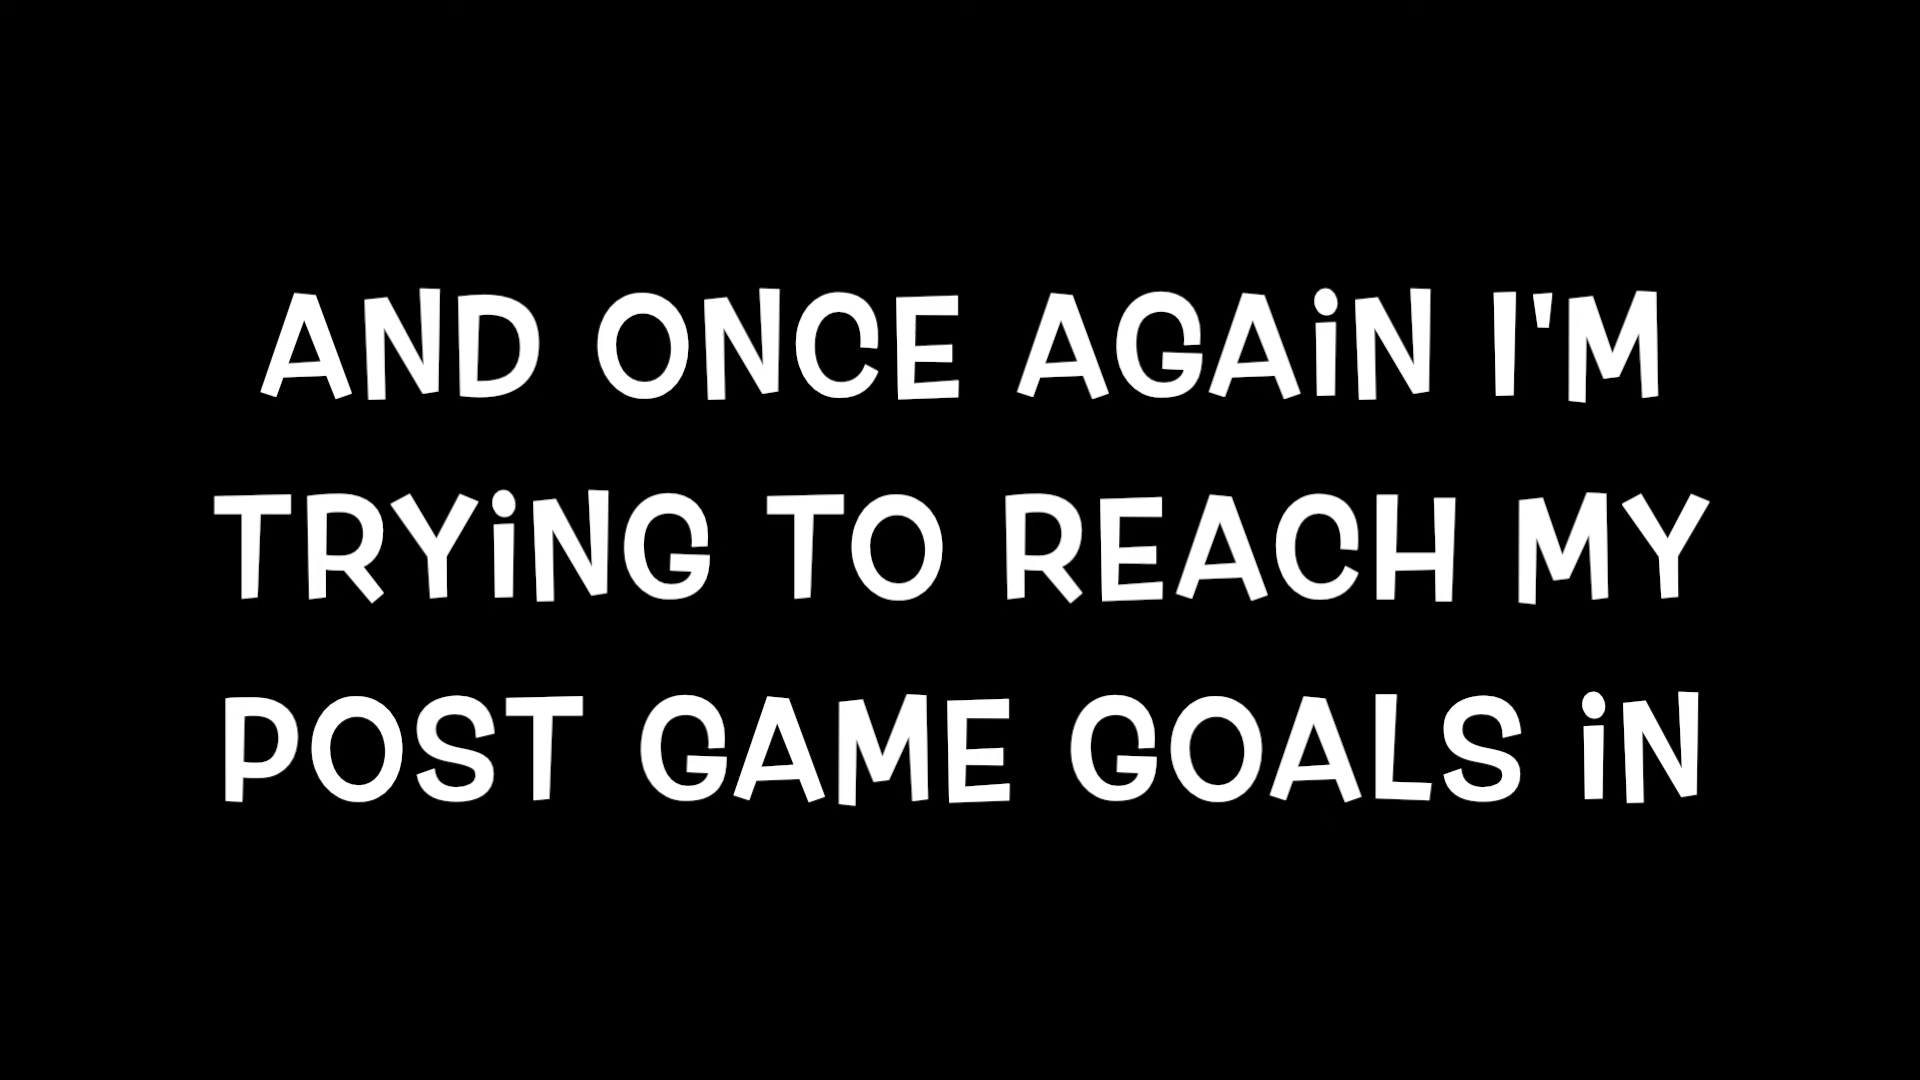 AND ONCE AGAiN I'M
TRYiNG TO REACH MY
POST GAME GOALS iN